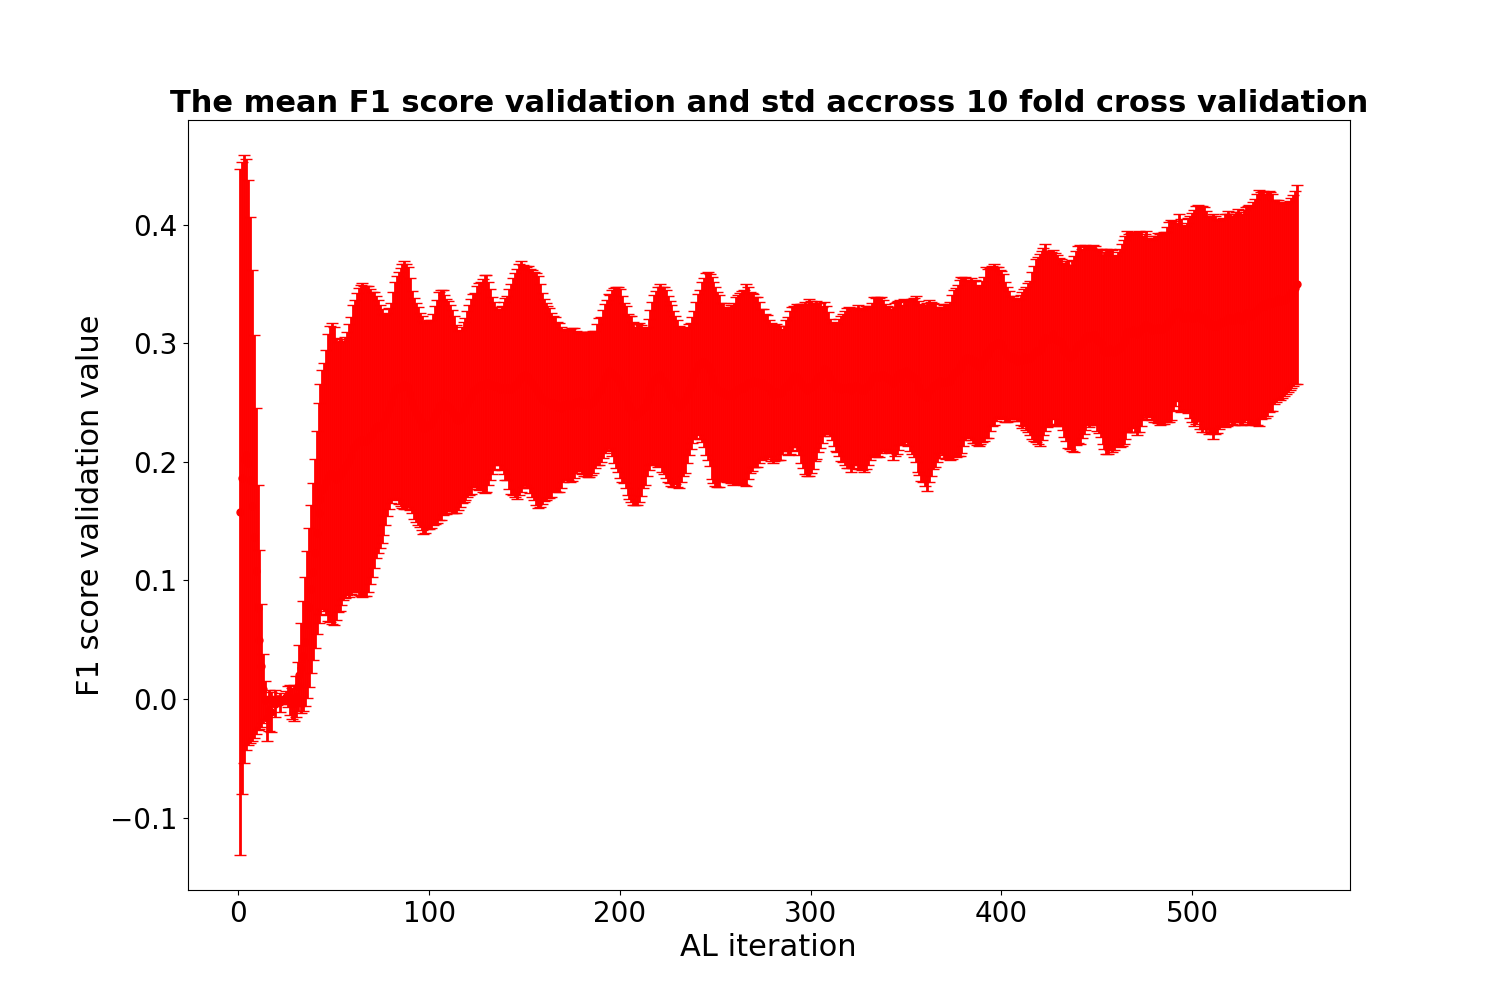 The mean F1 score validation and std accross 10 fold cross validation
F1 score validation value
0.4
0.3
0.2
0.1
0.0
−0.1
0 100 200 300 400 500
AL iteration